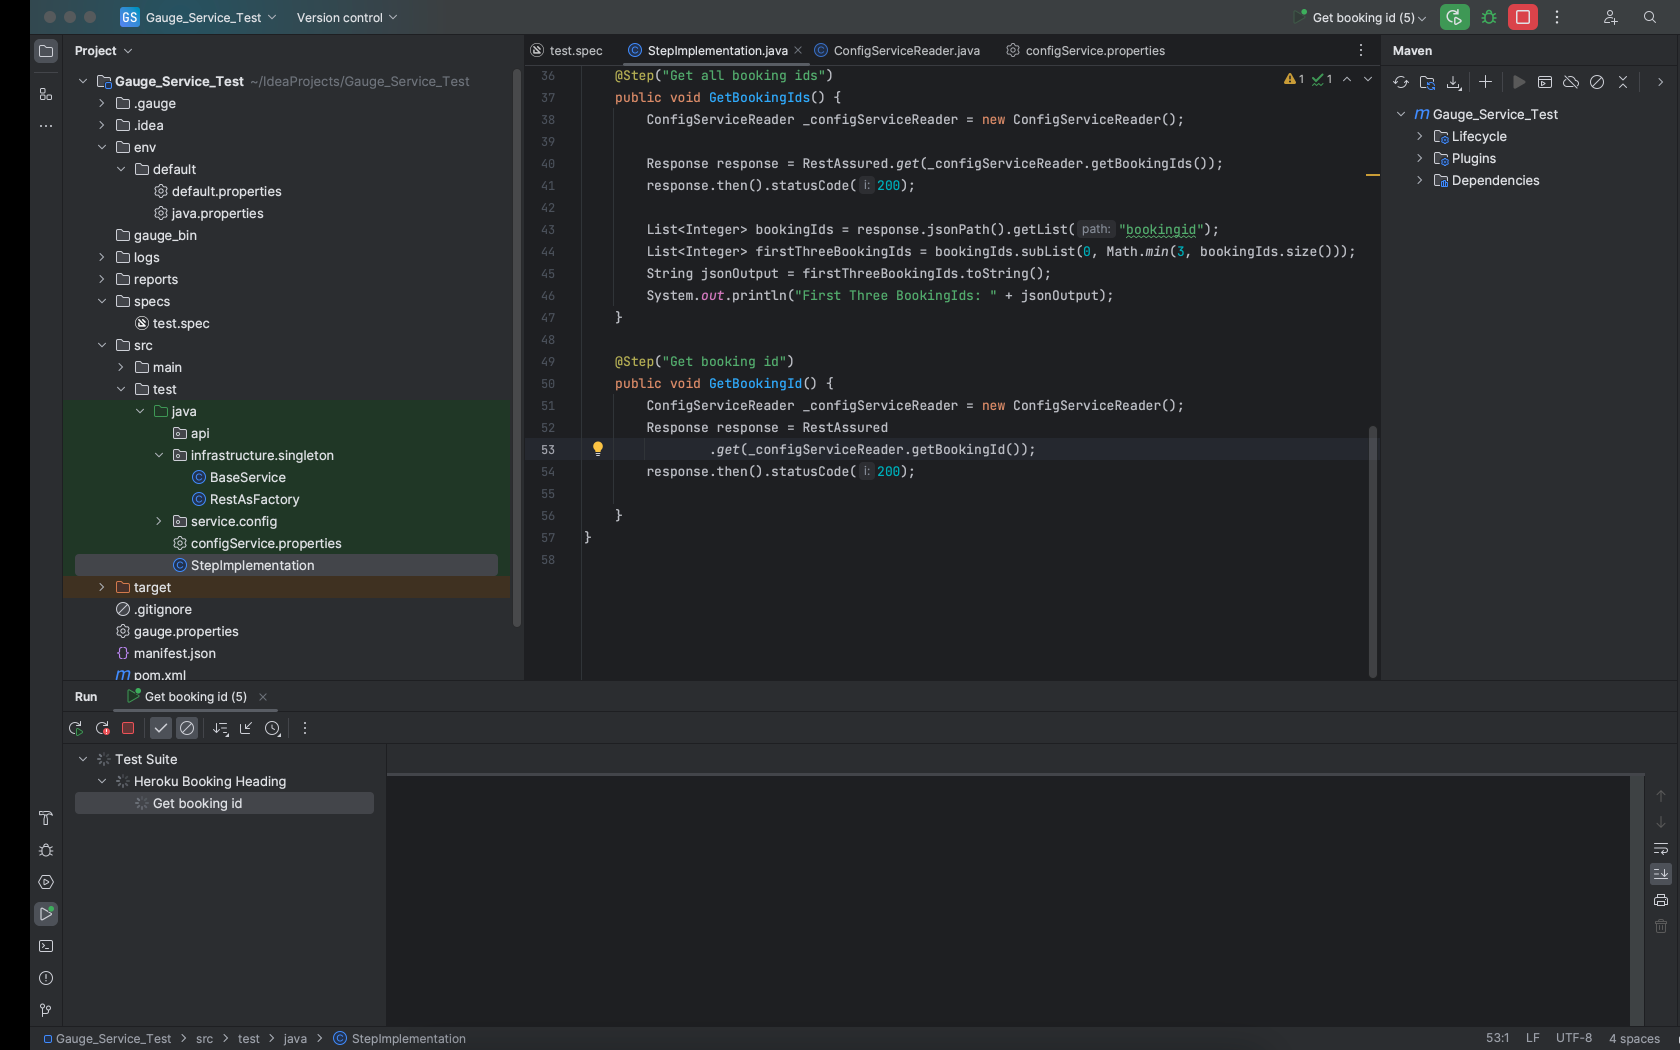 GS Gauge_Service_Test Version control Get booking id (5)
Project
Gauge_Service_Test ~/IdeaProjects/Gauge_Service_Test
.gauge
.idea
env
default
default.properties
java.properties
gauge_bin
logs
reports
specs
test.spec
src
main
test
java
api
infrastructure.singleton
BaseService
RestAsFactory
service.config
configService.properties
StepImplementation
target
.gitignore
gauge.properties
manifest.json
pom.xml
test.spec StepImplementation.java ConfigServiceReader.java configService.properties
1 1
36 @Step("Get all booking ids")
37 public void GetBookingIds() {
38 ConfigServiceReader _configServiceReader = new ConfigServiceReader();
39
40 Response response = RestAssured.get(_configServiceReader.getBookingIds());
41 response.then().statusCode( i: 200);
42
43 List<Integer> bookingIds = response.jsonPath().getList( path: "bookingid");
44 List<Integer> firstThreeBookingIds = bookingIds.subList(0, Math.min(3, bookingIds.size()));
45 String jsonOutput = firstThreeBookingIds.toString();
46 System.out.println("First Three BookingIds: " + jsonOutput);
47 }
48
49 @Step("Get booking id")
50 public void GetBookingId() {
51 ConfigServiceReader _configServiceReader = new ConfigServiceReader();
52 Response response = RestAssured
53 .get(_configServiceReader.getBookingId());
54 response.then().statusCode( i: 200);
55
56 }
57 }
58
Maven
Gauge_Service_Test
Lifecycle
Plugins
Dependencies
Run Get booking id (5)
Test Suite
Heroku Booking Heading
Get booking id
Gauge_Service_Test > src > test > java > StepImplementation
53:1 LF UTF-8 4 spaces